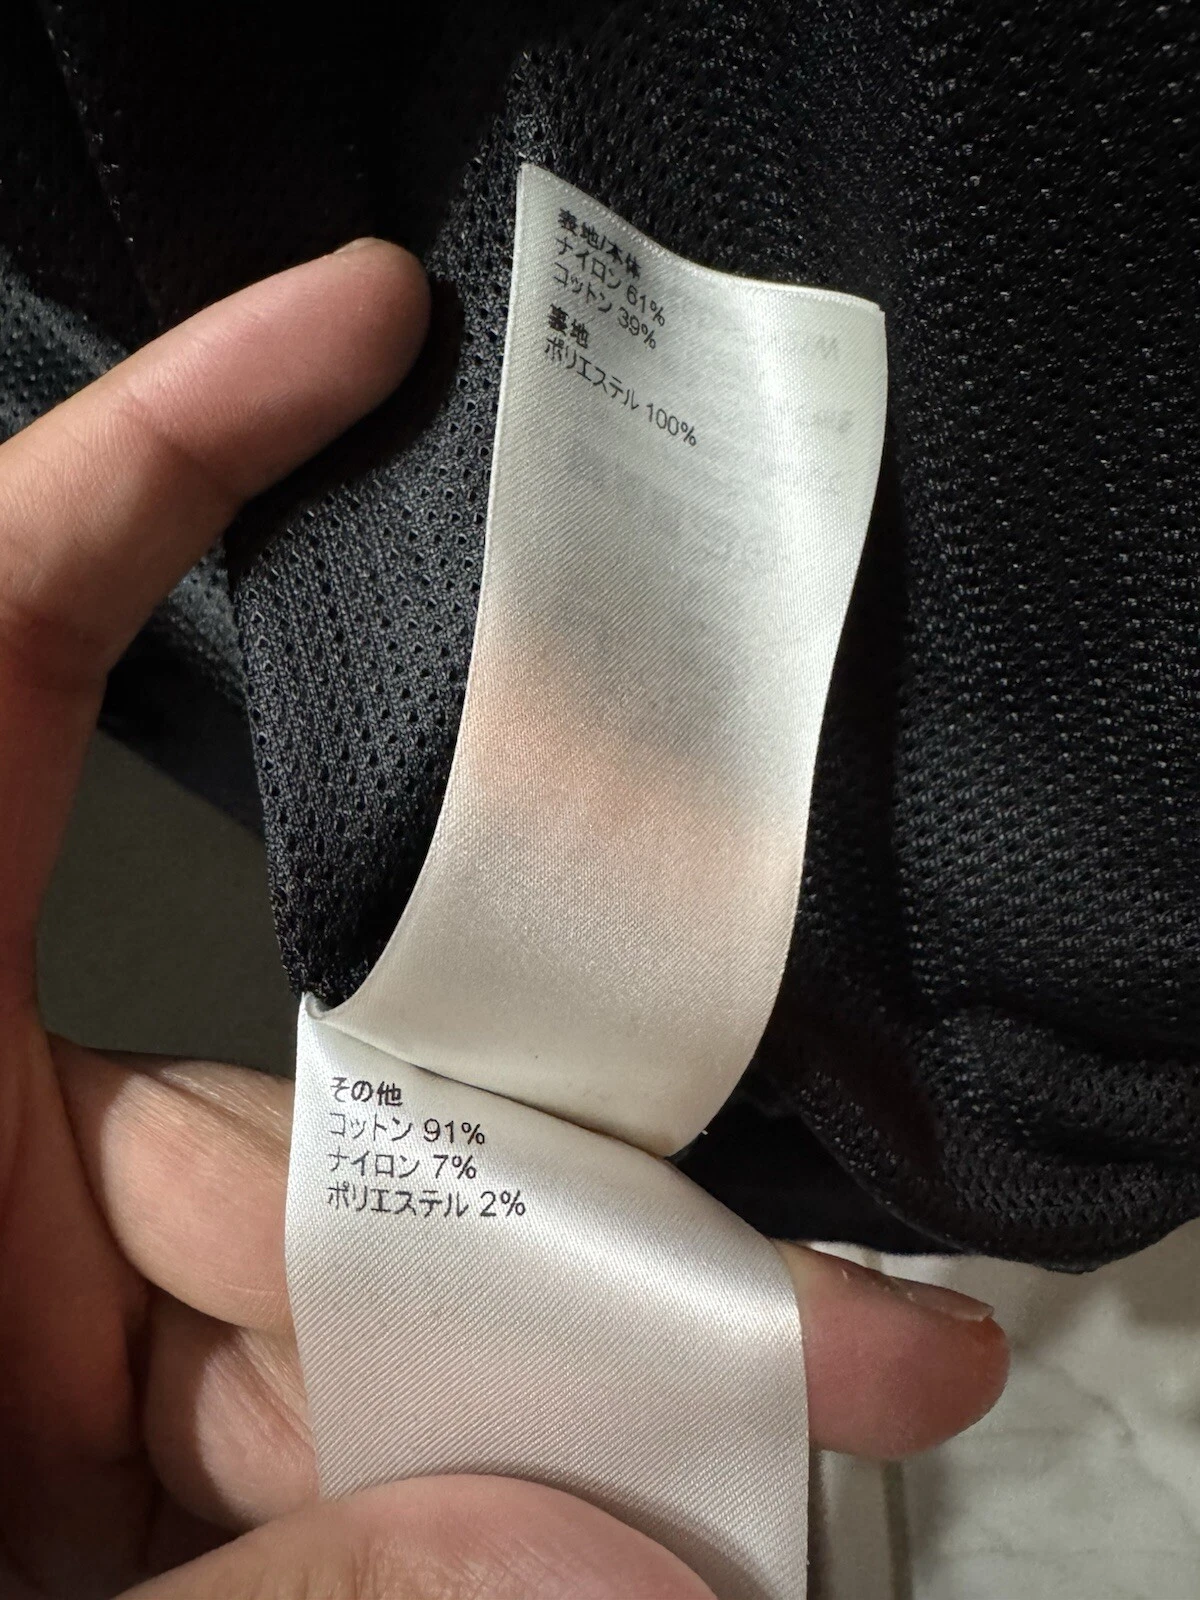 表地/本体
ナイロン 61%
コットン 39%
裏地
ポリエステル 100%
その他
コットン 91%
ナイロン 7%
ポリエステル 2%